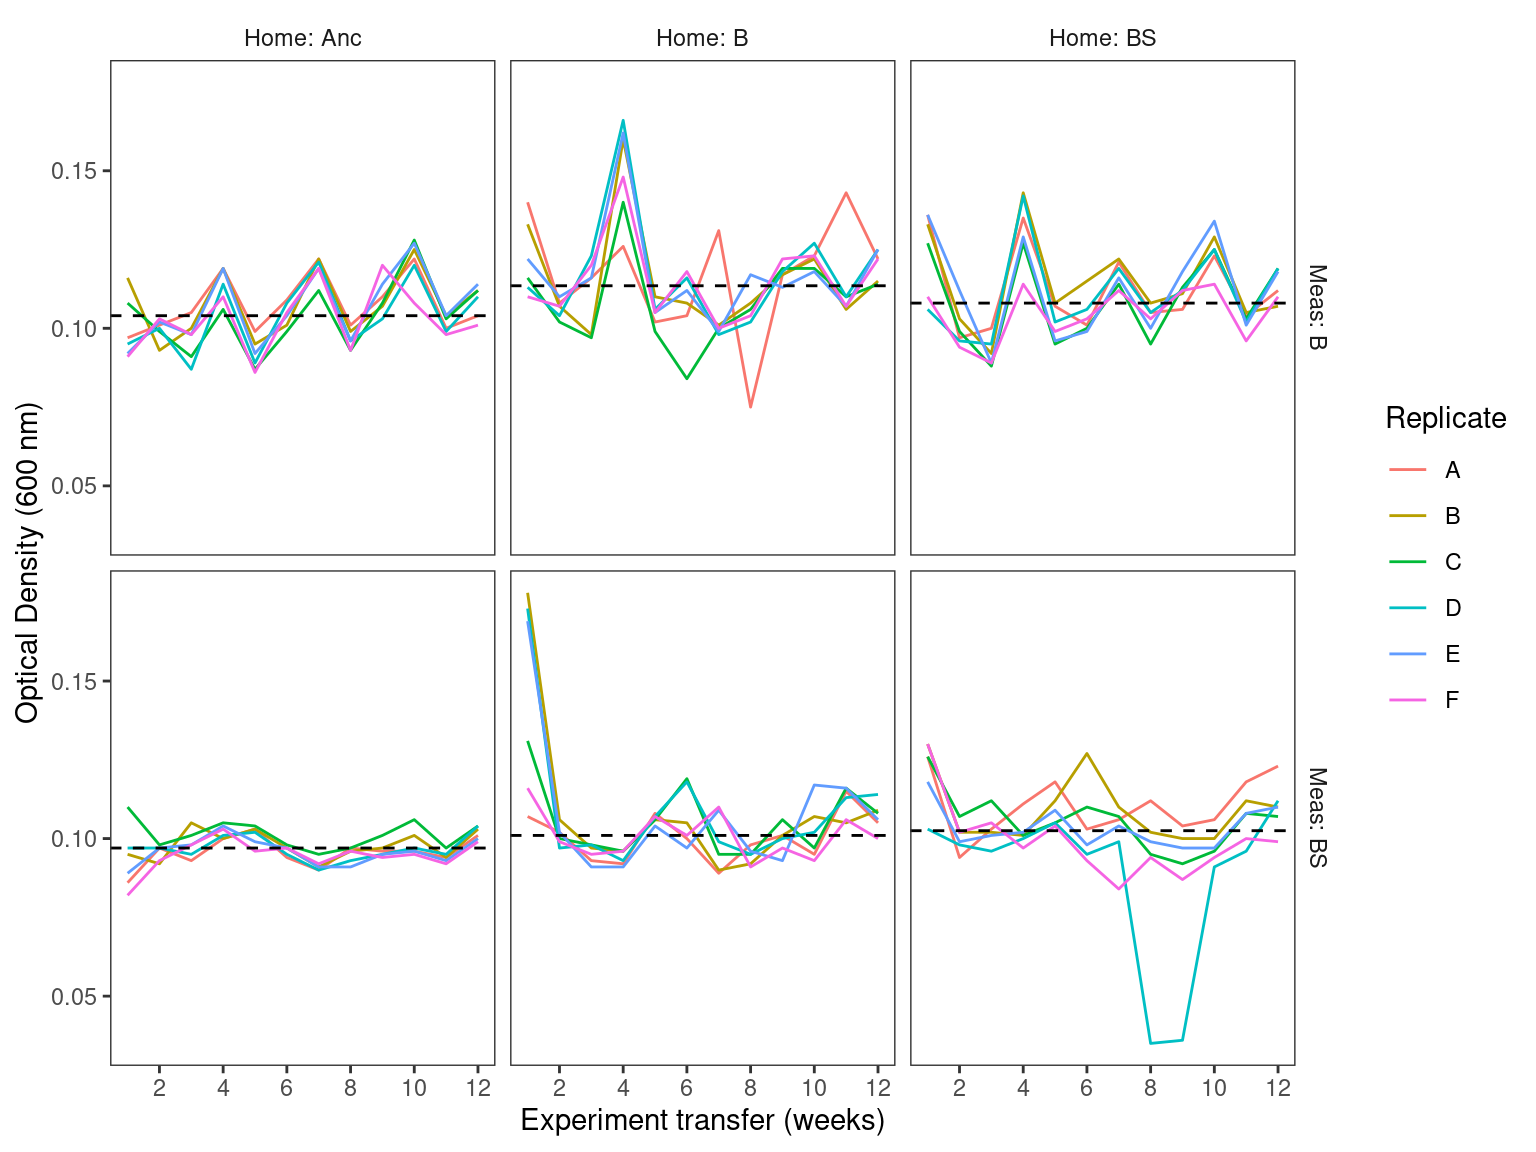 Home: Anc
Home: B
Home: BS
0.15
0.10
0.05
Meas: B
0.15
0.10
0.05
Meas: BS
Optical Density (600 nm)
2 4 6 8 10 12
2 4 6 8 10 12
2 4 6 8 10 12
Experiment transfer (weeks)
Replicate
A
B
C
D
E
F